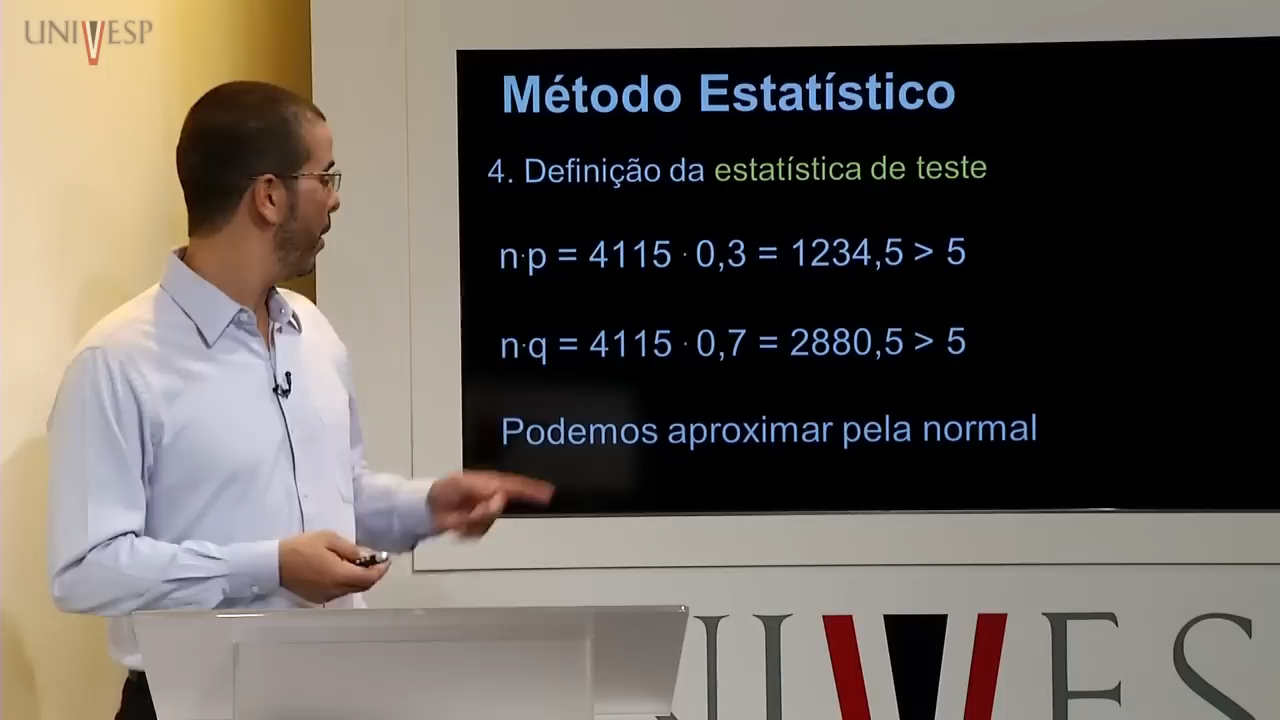 UNIVESP
Método Estatístico
4. Definição da estatística de teste
n·p = 4115 · 0,3 = 1234,5 > 5
n·q = 4115 · 0,7 = 2880,5 > 5
Podemos aproximar pela normal
NIVES